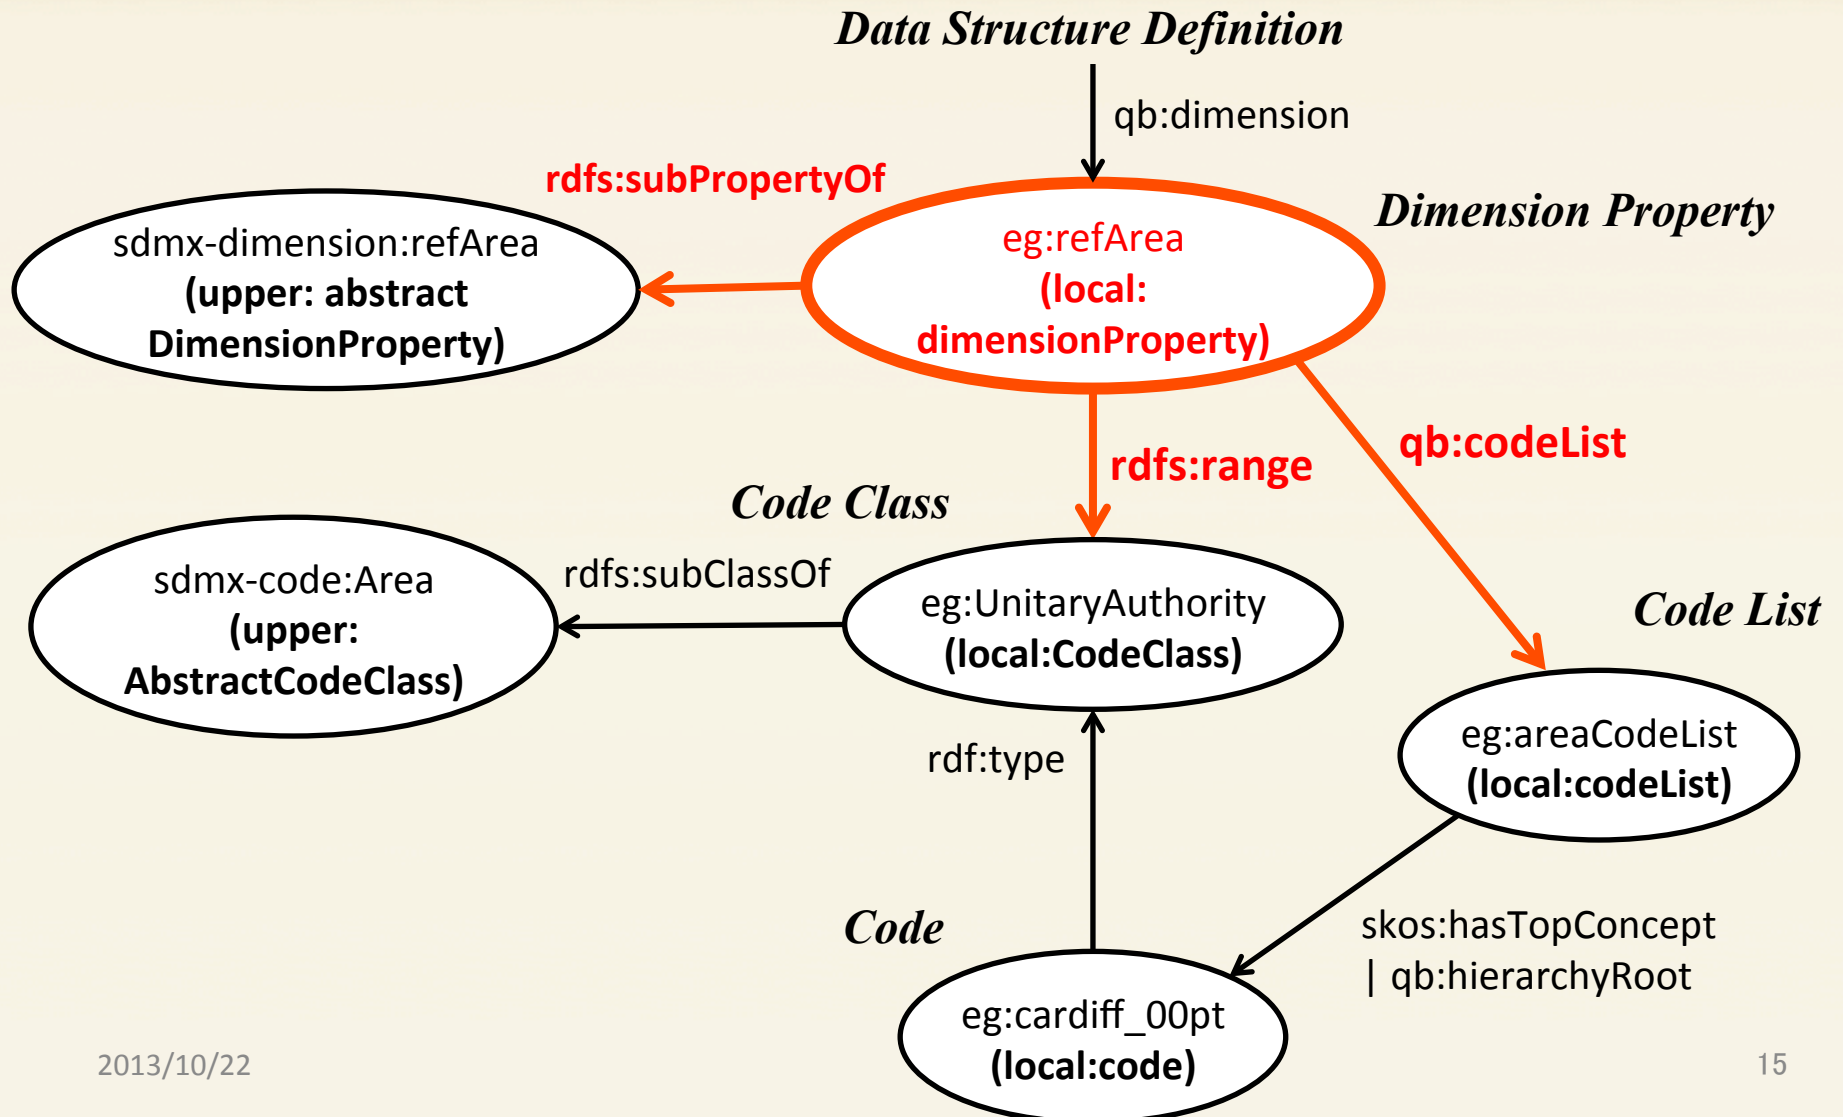 Data Structure Definition
qb:dimension
rdfs:subPropertyOf
Dimension Property
sdmx-dimension:refArea
(upper: abstract
DimensionProperty)
eg:refArea
(local:
dimensionProperty)
rdfs:range
qb:codeList
Code Class
sdmx-code:Area
(upper:
AbstractCodeClass)
rdfs:subClassOf
eg:UnitaryAuthority
(local:CodeClass)
Code List
eg:areaCodeList
(local:codeList)
rdf:type
Code
skos:hasTopConcept
| qb:hierarchyRoot
eg:cardiff_00pt
(local:code)
2013/10/22
15